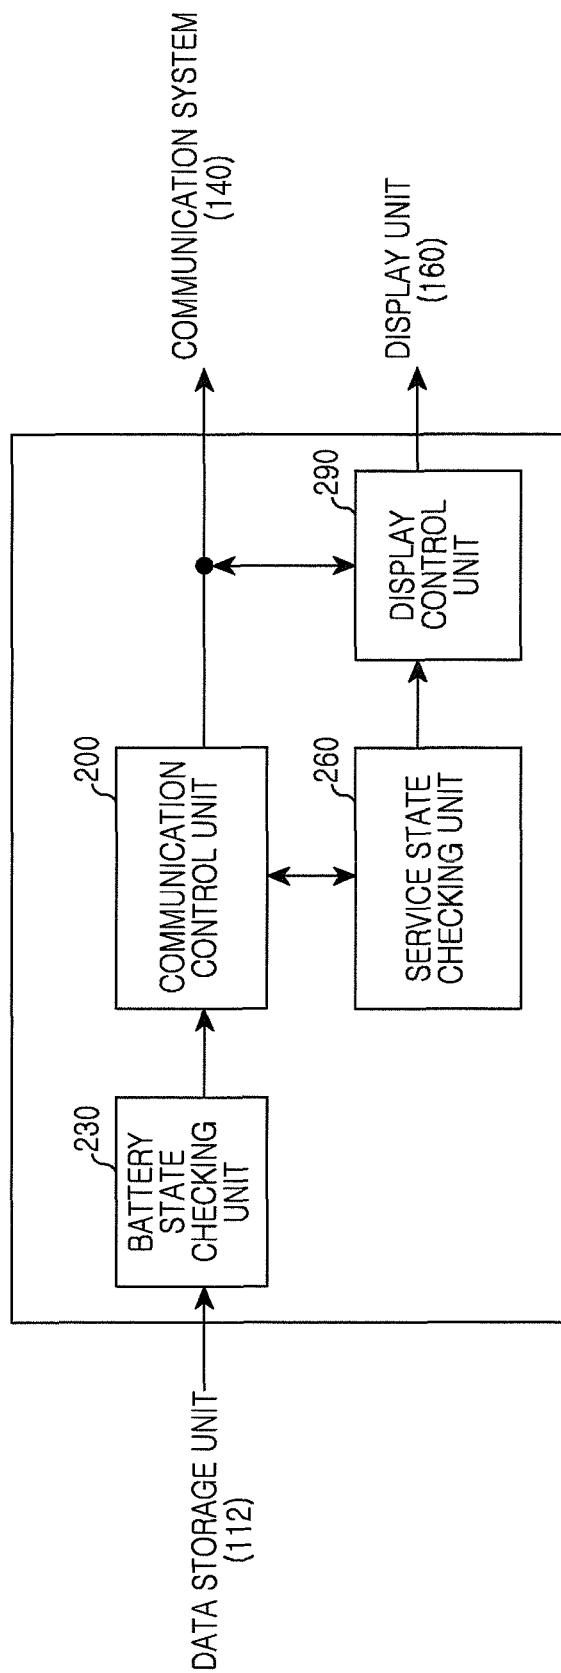 DATA STORAGE UNIT
(112)
230
BATTERY
STATE
CHECKING
UNIT
200
COMMUNICATION
CONTROL UNIT
COMMUNICATION SYSTEM
(140)
260
SERVICE STATE
CHECKING UNIT
290
DISPLAY
CONTROL
UNIT
DISPLAY UNIT
(160)